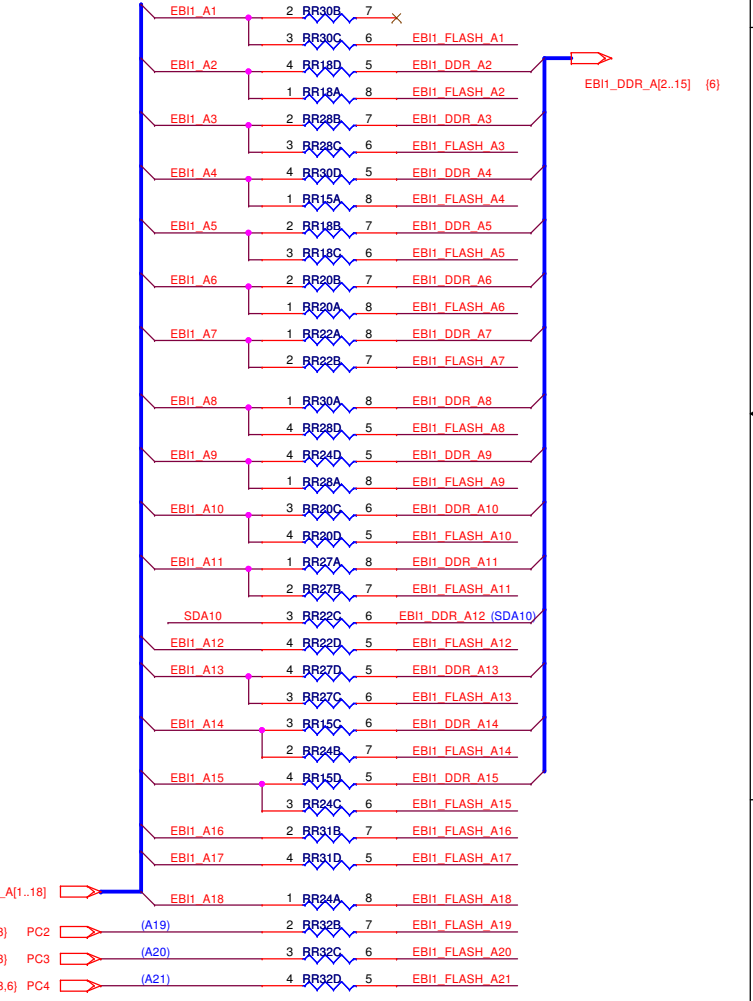 EBI1_A1 2 RR30B 7
3 RR30C 6 EBI1_FLASH_A1
EBI1_A2 4 RR18D 5 EBI1_DDR_A2
EBI1_DDR_A[2..15] {6}
1 RR18A 8 EBI1_FLASH_A2
EBI1_A3 2 RR28B 7 EBI1_DDR_A3
3 RR28C 6 EBI1_FLASH_A3
EBI1_A4 4 RR30D 5 EBI1_DDR_A4
1 RR15A 8 EBI1_FLASH_A4
EBI1_A5 2 RR18B 7 EBI1_DDR_A5
3 RR18C 6 EBI1_FLASH_A5
EBI1_A6 2 RR20B 7 EBI1_DDR_A6
1 RR20A 8 EBI1_FLASH_A6
EBI1_A7 1 RR22A 8 EBI1_DDR_A7
2 RR22B 7 EBI1_FLASH_A7
EBI1_A8 1 RR30A 8 EBI1_DDR_A8
4 RR28D 5 EBI1_FLASH_A8
EBI1_A9 4 RR24D 5 EBI1_DDR_A9
1 RR28A 8 EBI1_FLASH_A9
EBI1_A10 3 RR20C 6 EBI1_DDR_A10
4 RR20D 5 EBI1_FLASH_A10
EBI1_A11 1 RR27A 8 EBI1_DDR_A11
2 RR27B 7 EBI1_FLASH_A11
SDA10 3 RR22C 6 EBI1_DDR_A12 (SDA10)
EBI1_A12 4 RR22D 5 EBI1_FLASH_A12
EBI1_A13 4 RR27D 5 EBI1_DDR_A13
3 RR27C 6 EBI1_FLASH_A13
EBI1_A14 3 RR15C 6 EBI1_DDR_A14
2 RR24B 7 EBI1_FLASH_A14
EBI1_A15 4 RR15D 5 EBI1_DDR_A15
3 RR24C 6 EBI1_FLASH_A15
EBI1_A16 2 RR31B 7 EBI1_FLASH_A16
EBI1_A17 4 RR31D 5 EBI1_FLASH_A17
_A[1..18]
EBI1_A18 1 RR24A 8 EBI1_FLASH_A18
} PC2 (A19) 2 RR32B 7 EBI1_FLASH_A19
} PC3 (A20) 3 RR32C 6 EBI1_FLASH_A20
,6} PC4 (A21) 4 RR32D 5 EBI1_FLASH_A21